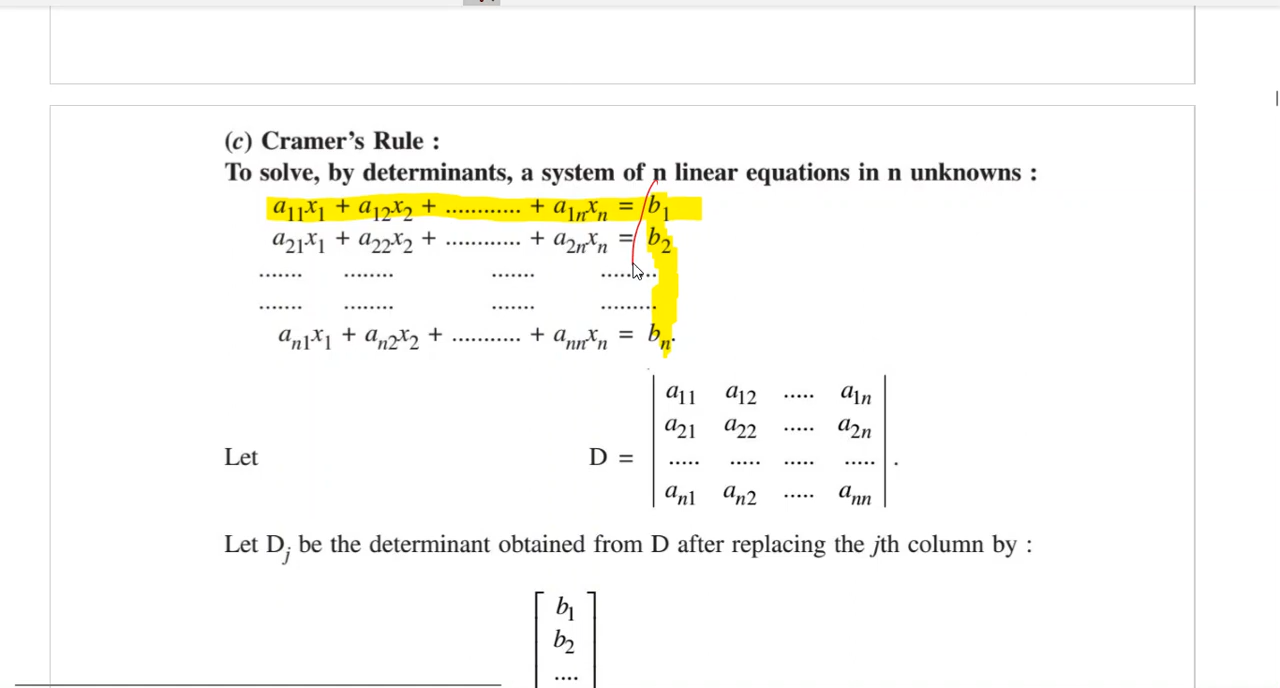 (c) Cramer's Rule :
To solve, by determinants, a system of n linear equations in n unknowns :
a11x1 + a12x2 + ............ + a1nxn = b1
a21x1 + a22x2 + ............ + a2nxn = b2
....... ........ ....... .........
....... ........ ....... .........
an1x1 + an2x2 + ........... + annxn = bn.
a11 a12 ..... a1n
a21 a22 ..... a2n
Let D = ..... ..... ..... ..... .
an1 an2 ..... ann
Let Dj be the determinant obtained from D after replacing the jth column by :
b1
b2
....